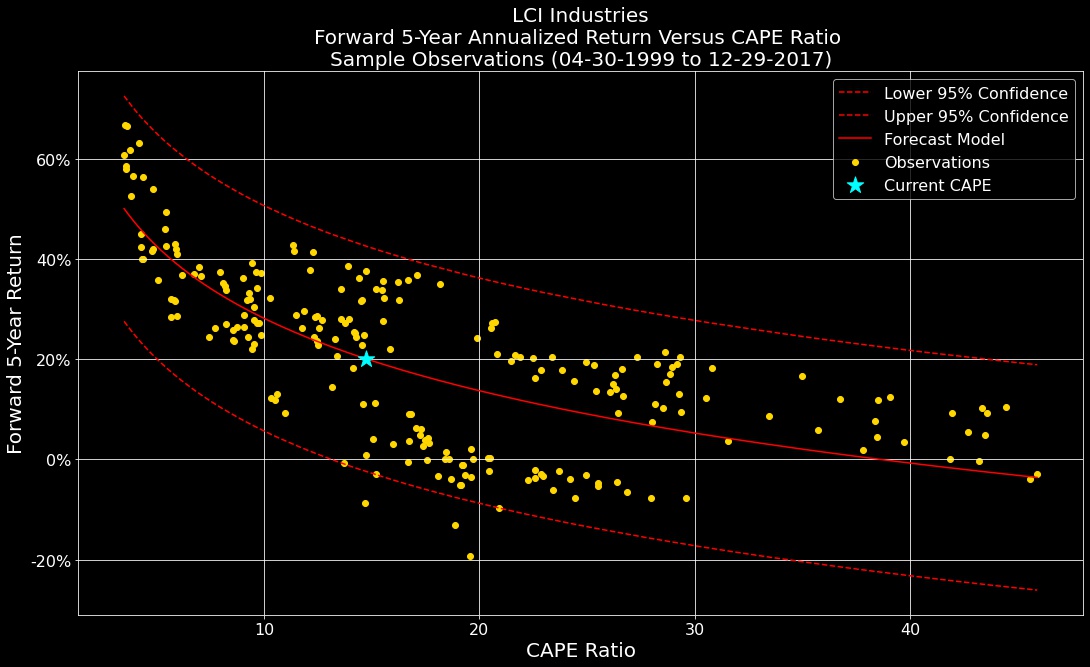 LCI Industries
Forward 5-Year Annualized Return Versus CAPE Ratio
Sample Observations (04-30-1999 to 12-29-2017)
Lower 95% Confidence
Upper 95% Confidence
Forecast Model
Observations
Current CAPE
Forward 5-Year Return
60%
40%
20%
0%
-20%
10
20
30
40
CAPE Ratio